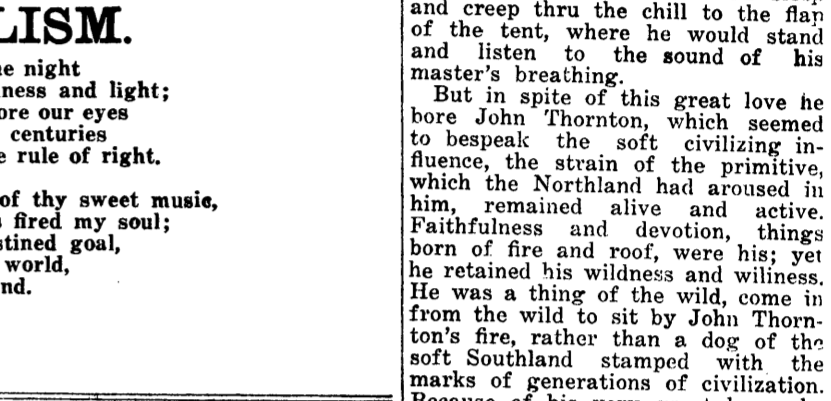 LISM.
e night
ness and light;
ore our eyes
centuries
e rule of right.
of thy sweet music,
fired my soul;
stined goal,
world,
nd.
and creep thru the chill to the flap
of the tent, where he would stand
and listen to the sound of his
master's breathing.
But in spite of this great love he
bore John Thornton, which seemed
to bespeak the soft civilizing in-
fluence, the strain of the primitive,
which the Northland had aroused in
him, remained alive and active.
Faithfulness and devotion, things
born of fire and roof, were his; yet
he retained his wildness and wiliness.
He was a thing of the wild, come in
from the wild to sit by John Thorn-
ton's fire, rather than a dog of the
soft Southland stamped with the
marks of generations of civilization.